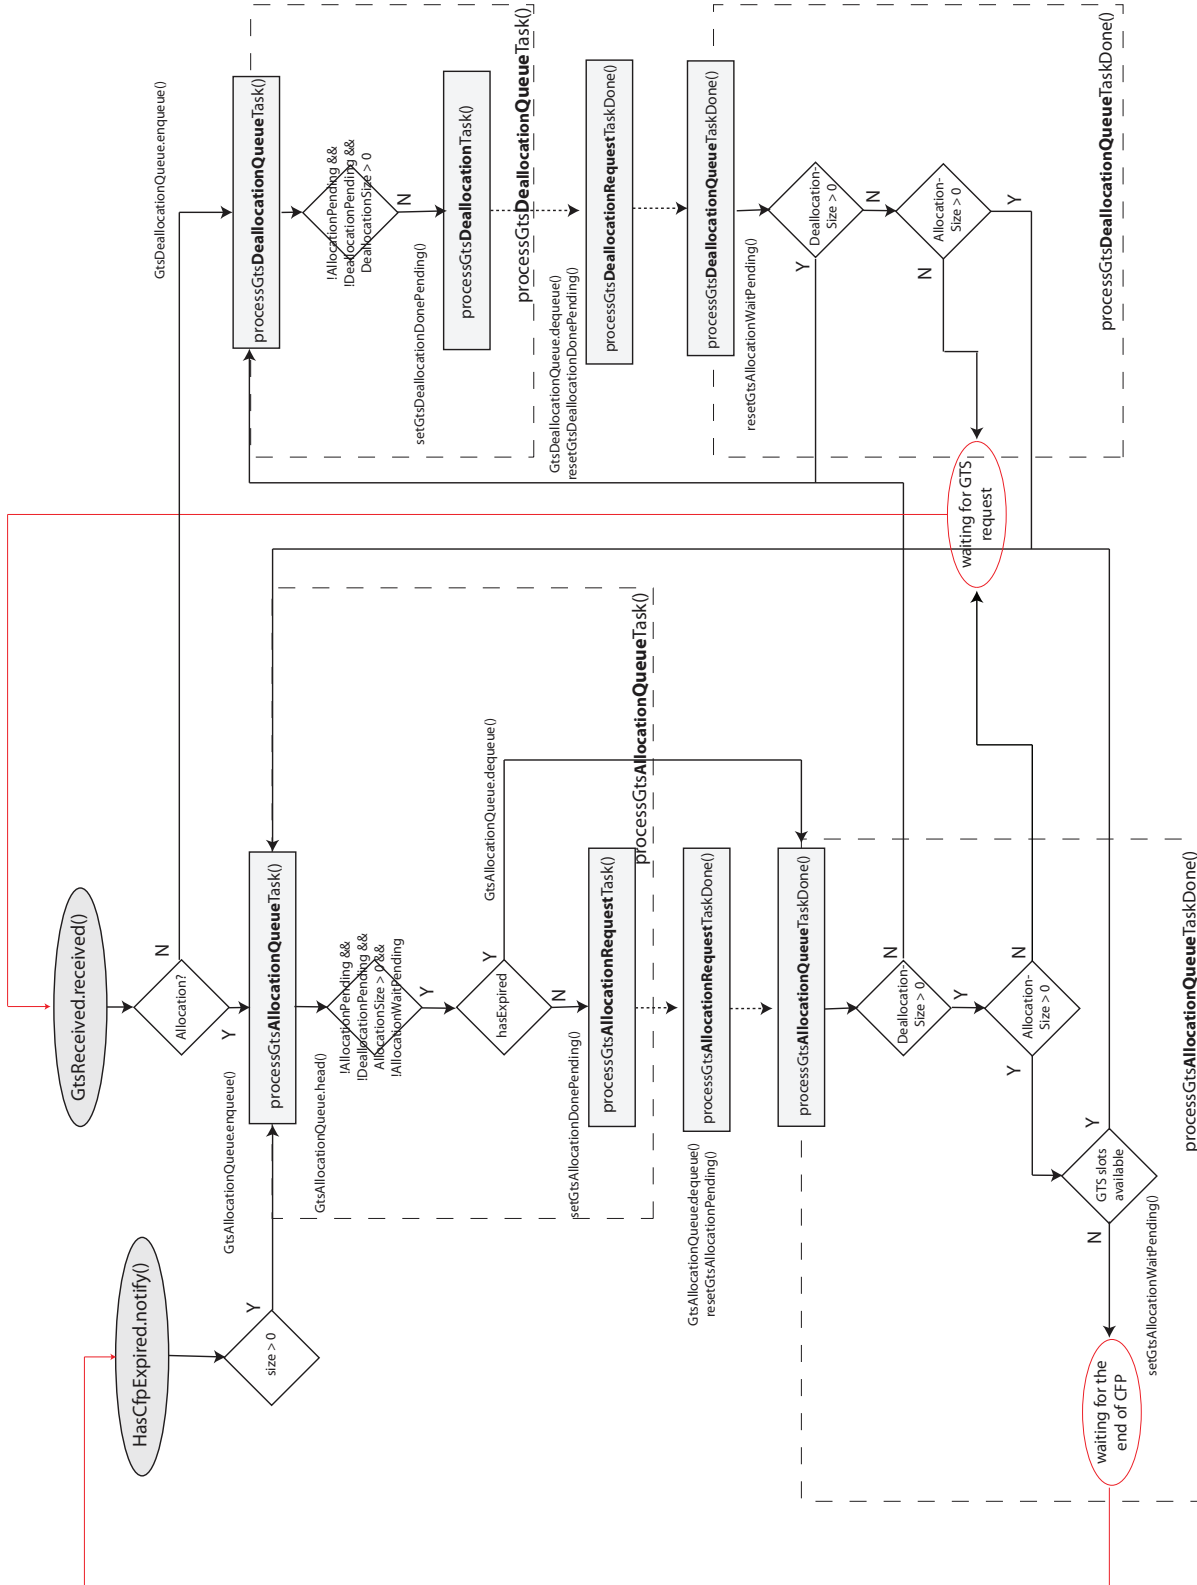 HasCfpExpired.notify()
GtsReceived.received()
size > 0
Y
Allocation?
N
Y
GtsAllocationQueue.enqueue()
GtsDeallocationQueue.enqueue()
processGtsAllocationQueueTask()
GtsAllocationQueue.head()
!AllocationPending &&
!DeallocationPending &&
AllocationSize > 0 &&
!AllocationWaitPending
Y
hasExpired
Y
N
GtsAllocationQueue.dequeue()
setGtsAllocationDonePending()
processGtsAllocationRequestTask()
processGtsAllocationQueueTask()
processGtsAllocationRequestTaskDone()
GtsAllocationQueue.dequeue()
resetGtsAllocationPending()
processGtsAllocationQueueTaskDone()
Deallocation-
Size > 0
N
Y
Allocation-
Size > 0
N
Y
GTS slots
available
Y
N
setGtsAllocationWaitPending()
waiting for the
end of CFP
processGtsAllocationQueueTaskDone()
processGtsDeallocationQueueTask()
!AllocationPending &&
!DeallocationPending &&
DeallocationSize > 0
N
setGtsDeallocationDonePending()
processGtsDeallocationTask()
processGtsDeallocationQueueTask()
GtsDeallocationQueue.dequeue()
resetGtsDeallocationDonePending()
processGtsDeallocationRequestTaskDone()
processGtsDeallocationQueueTaskDone()
resetGtsAllocationWaitPending()
Deallocation-
Size > 0
Y
N
Allocation-
Size > 0
N
Y
waiting for GTS
request
processGtsDeallocationQueueTaskDone()